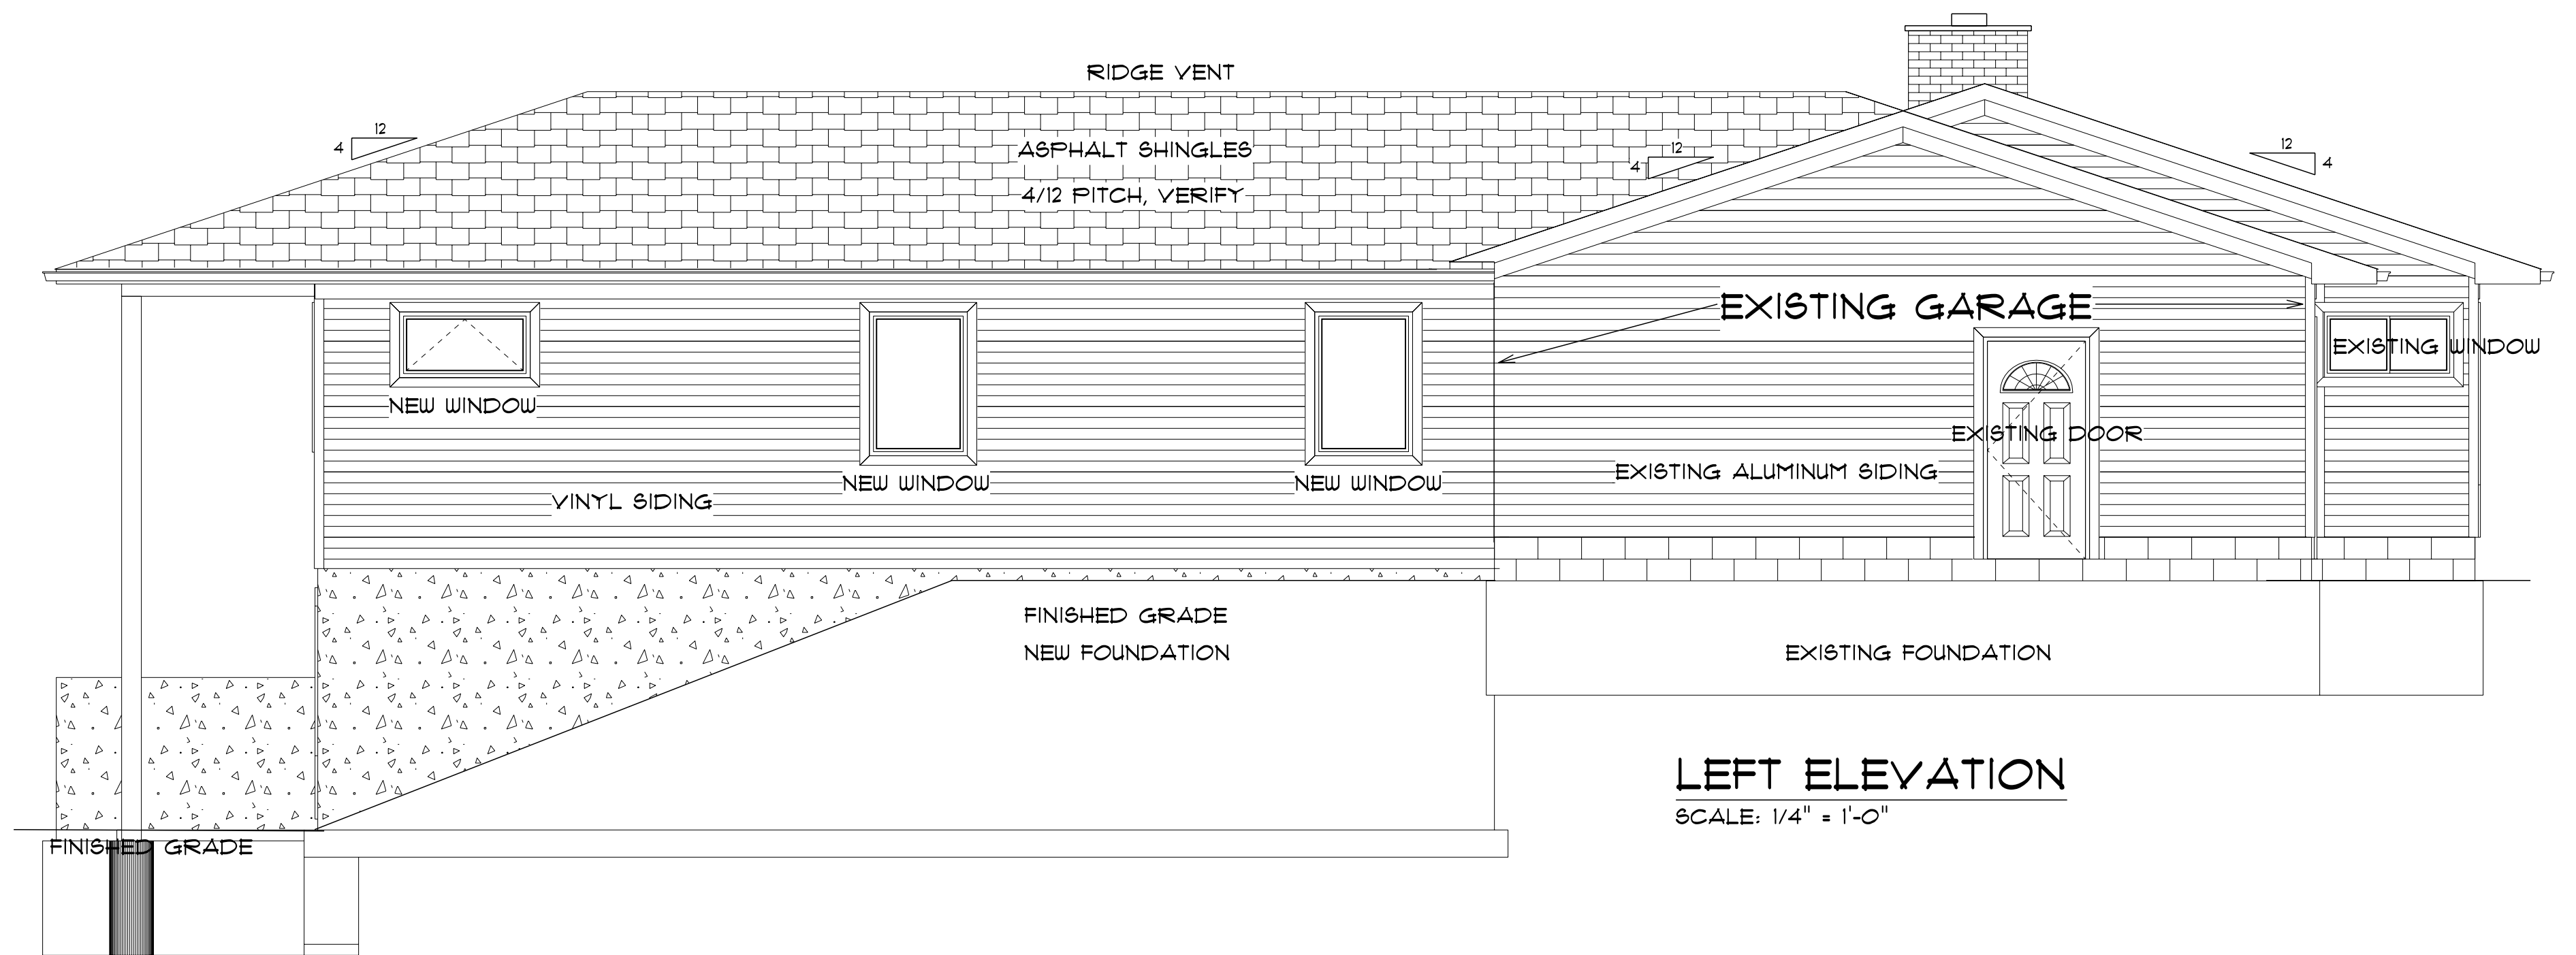 RIDGE VENT
12
4
ASPHALT SHINGLES
4/12 PITCH, VERIFY
12
4
12
4
EXISTING GARAGE
EXISTING WINDOW
NEW WINDOW
EXISTING DOOR
EXISTING ALUMINUM SIDING
NEW WINDOW
NEW WINDOW
VINYL SIDING
FINISHED GRADE
NEW FOUNDATION
EXISTING FOUNDATION
LEFT ELEVATION
SCALE: 1/4" = 1'-0"
FINISHED GRADE